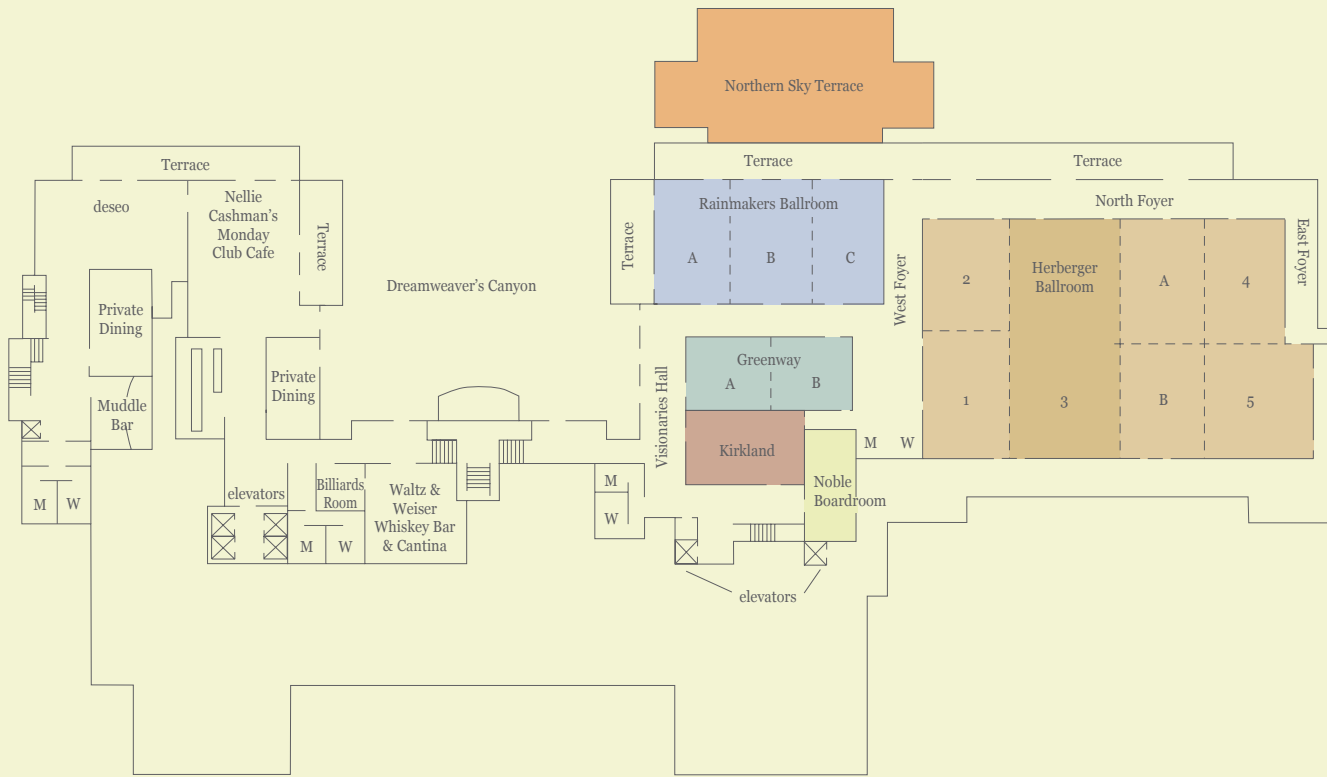 Northern Sky Terrace
Terrace
Terrace
Terrace
deseo
Nellie
Cashman's
Monday
Club Cafe
Terrace
Rainmakers Ballroom
A
B
C
Terrace
North Foyer
East Foyer
West Foyer
2
Herberger
Ballroom
A
4
1
3
B
5
Dreamweaver's Canyon
Private
Dining
Muddle
Bar
Private
Dining
Visionaries Hall
Greenway
A
B
Kirkland
Noble
Boardroom
M
W
M
W
elevators
Billiards
Room
M
W
Waltz &
Weiser
Whiskey Bar
& Cantina
M
W
elevators